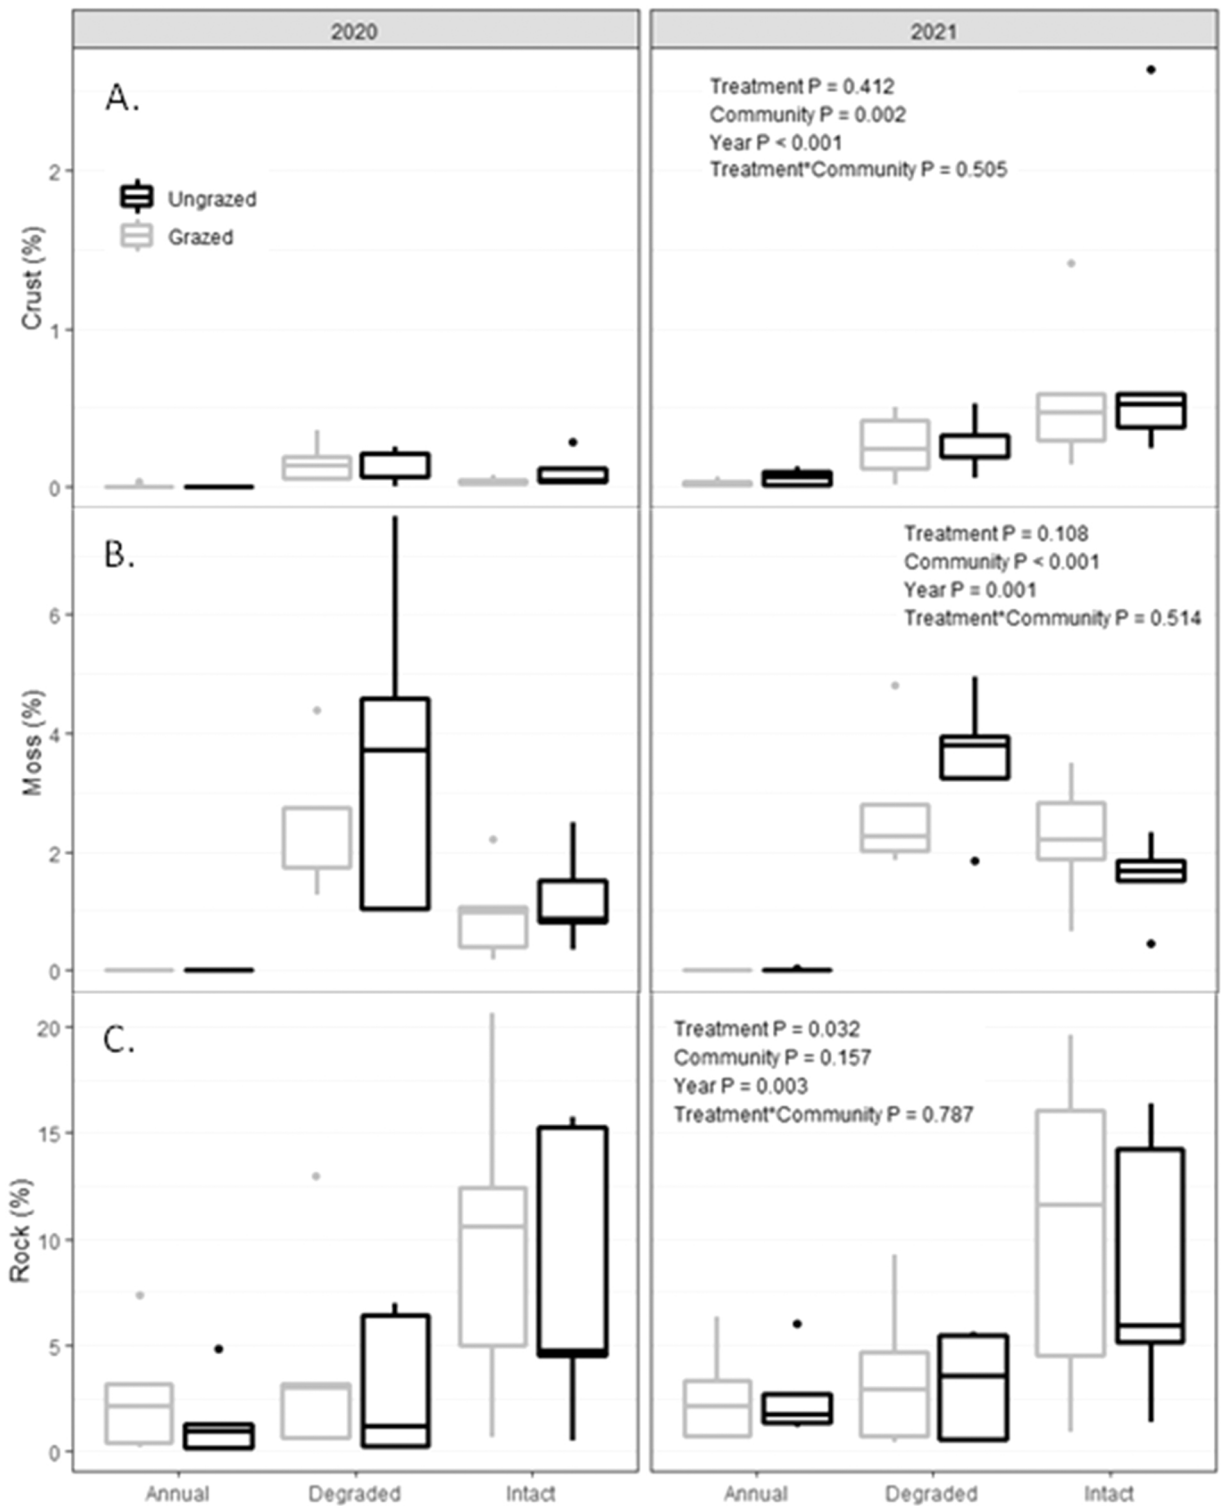 2020
2021
A.
Treatment P = 0.412
Community P = 0.002
Year P < 0.001
Treatment*Community P = 0.505
Ungrazed
Grazed
Crust (%)
2
1
0
B.
Treatment P = 0.108
Community P < 0.001
Year P = 0.001
Treatment*Community P = 0.514
Moss (%)
6
4
2
0
C.
Treatment P = 0.032
Community P = 0.157
Year P = 0.003
Treatment*Community P = 0.787
Rock (%)
20
15
10
5
0
Annual
Degraded
Intact
Annual
Degraded
Intact